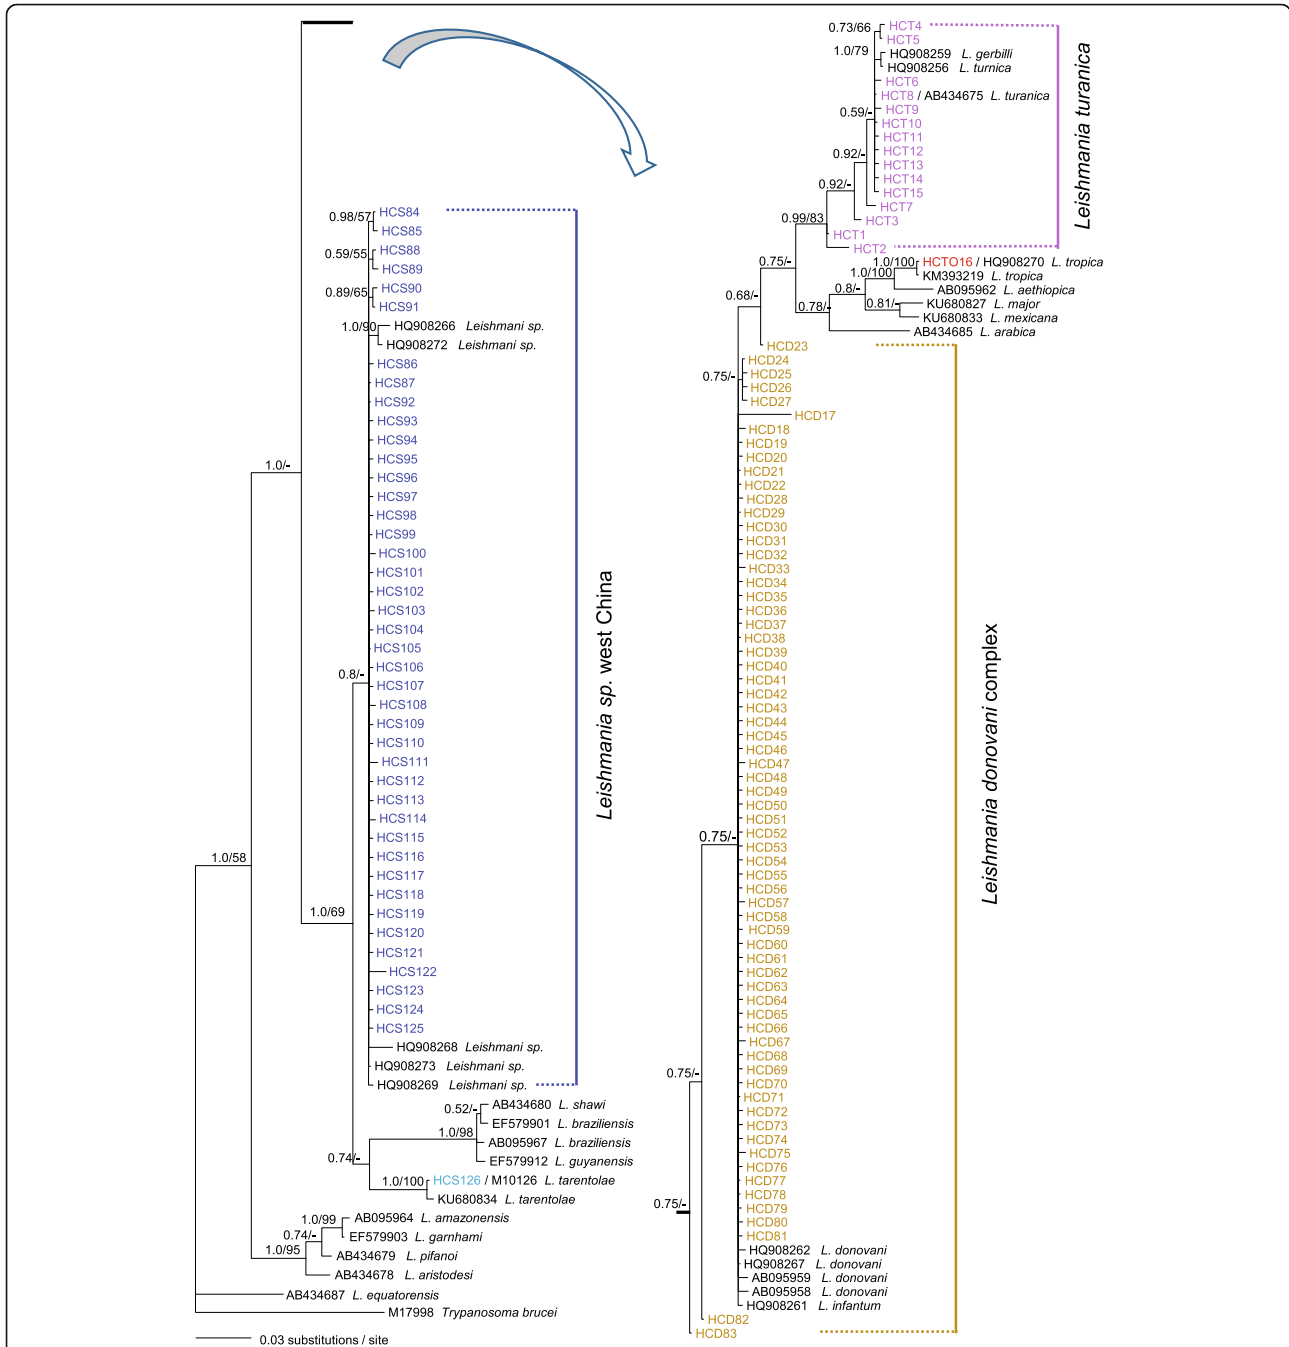 HCS84
0.98/57
HCS85
HCS88
0.59/55
HCS89
HCS90
0.89/65
HCS91
1.0/90
HQ908266 Leishmani sp.
HQ908272 Leishmani sp.
HCS86
HCS87
HCS92
HCS93
HCS94
HCS95
1.0/-
HCS96
HCS97
HCS98
HCS99
HCS100
HCS101
HCS102
HCS103
HCS104
HCS105
HCS106
0.8/-
HCS107
HCS108
HCS109
HCS110
HCS111
HCS112
HCS113
HCS114
HCS115
HCS116
1.0/58
HCS117
HCS118
HCS119
1.0/69
HCS120
HCS121
HCS122
HCS123
HCS124
HCS125
HQ908268 Leishmani sp.
HQ908273 Leishmani sp.
HQ908269 Leishmani sp.
Leishmania sp. west China
AB434680 L. shawi
0.52/-
EF579901 L. braziliensis
1.0/98
AB095967 L. braziliensis
EF579912 L. guyanensis
0.74/-
HCS126 / M10126 L. tarentolae
1.0/100
KU680834 L. tarentolae
AB095964 L. amazonensis
1.0/99
EF579903 L. garnhami
0.74/-
AB434679 L. pifanoi
1.0/95
AB434678 L. aristodesi
AB434687 L. equatorensis
M17998 Trypanosoma brucei
0.03 substitutions / site
HCT4
0.73/66
HCT5
1.0/79
HQ908259 L. gerbilli
HQ908256 L. turnica
HCT6
HCT8 / AB434675 L. turanica
HCT9
0.59/-
HCT10
HCT11
HCT12
0.92/-
HCT13
HCT14
0.92/-
HCT15
HCT7
HCT3
0.99/83
HCT1
HCT2
Leishmania turanica
HCTO16 / HQ908270 L. tropica
1.0/100
0.75/-
1.0/100
KM393219 L. tropica
0.8/-
AB095962 L. aethiopica
0.68/-
0.78/-
0.81/-
KU680827 L. major
KU680833 L. mexicana
AB434685 L. arabica
HCD23
HCD24
HCD25
0.75/-
HCD26
HCD27
HCD17
HCD18
HCD19
HCD20
HCD21
HCD22
HCD28
HCD29
HCD30
HCD31
HCD32
HCD33
HCD34
HCD35
HCD36
HCD37
HCD38
HCD39
HCD40
HCD41
HCD42
HCD43
HCD44
HCD45
HCD46
HCD47
HCD48
HCD49
HCD50
HCD51
HCD52
0.75/-
HCD53
HCD54
HCD55
HCD56
HCD57
HCD58
HCD59
HCD60
HCD61
HCD62
HCD63
HCD64
HCD65
HCD66
HCD67
HCD68
HCD69
0.75/-
HCD70
HCD71
HCD72
HCD73
HCD74
HCD75
HCD76
HCD77
HCD78
HCD79
0.75/-
HCD80
HCD81
HQ908262 L. donovani
HQ908267 L. donovani
AB095959 L. donovani
AB095958 L. donovani
HQ908261 L. infantum
HCD82
HCD83
Leishmania donovani complex